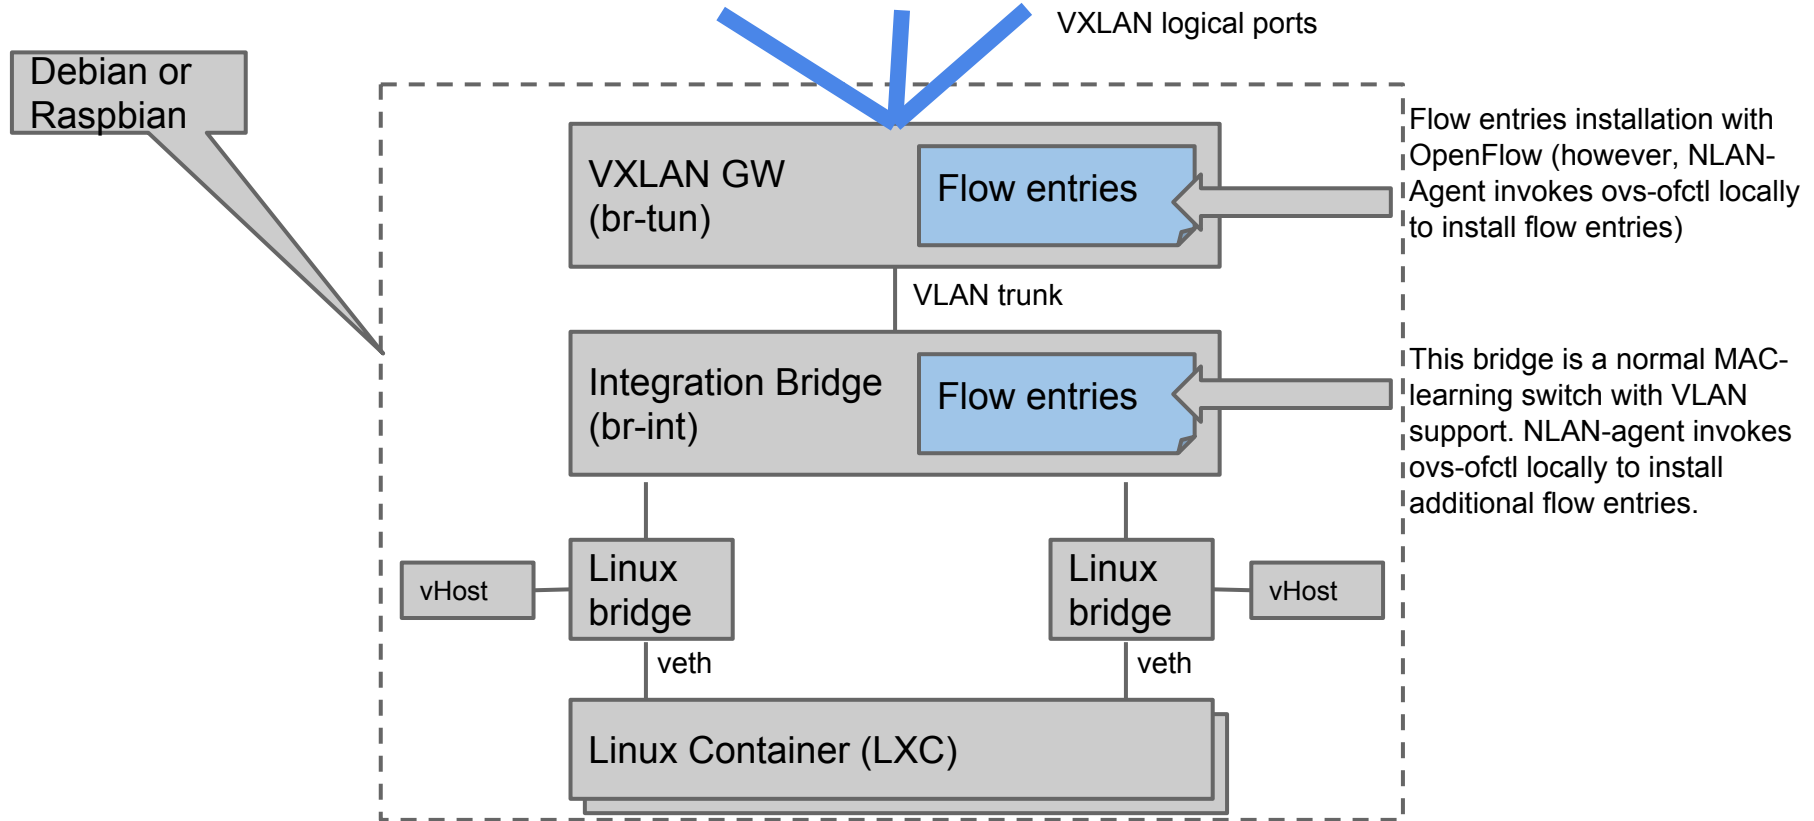 VXLAN logical ports
Debian or
Raspbian
Flow entries installation with
OpenFlow (however, NLAN-
Agent invokes ovs-ofctl locally
to install flow entries)
VXLAN GW
(br-tun)
Flow entries
VLAN trunk
Integration Bridge
(br-int)
Flow entries
This bridge is a normal MAC-
learning switch with VLAN
support. NLAN-agent invokes
ovs-ofctl locally to install
additional flow entries.
vHost
Linux
bridge
Linux
bridge
vHost
veth
veth
Linux Container (LXC)